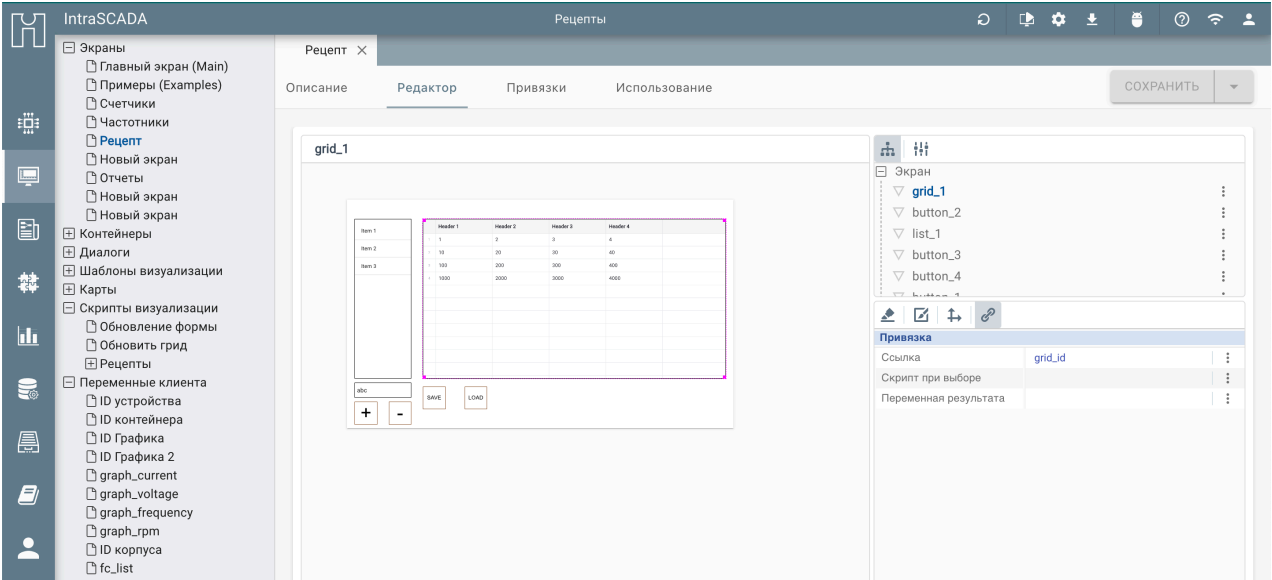 IntraSCADA
Рецепты
Экраны
Главный экран (Main)
Примеры (Examples)
Счетчики
Частотники
Рецепт
Новый экран
Отчеты
Новый экран
Новый экран
Контейнеры
Диалоги
Шаблоны визуализации
Карты
Скрипты визуализации
Обновление формы
Обновить грид
Рецепты
Переменные клиента
ID устройства
ID контейнера
ID Графика
ID Графика 2
graph_current
graph_voltage
graph_frequency
graph_rpm
ID корпуса
fc_list
Рецепт
Описание Редактор Привязки Использование СОХРАНИТЬ
grid_1
Item 1
Item 2
Item 3
Header 1 Header 2 Header 3 Header 4
1 2 3 4
10 20 30 40
100 200 300 400
1000 2000 3000 4000
abc
+ -
SAVE LOAD
Экран
grid_1
button_2
list_1
button_3
button_4
button_1
Привязка
Ссылка grid_id
Скрипт при выборе
Переменная результата